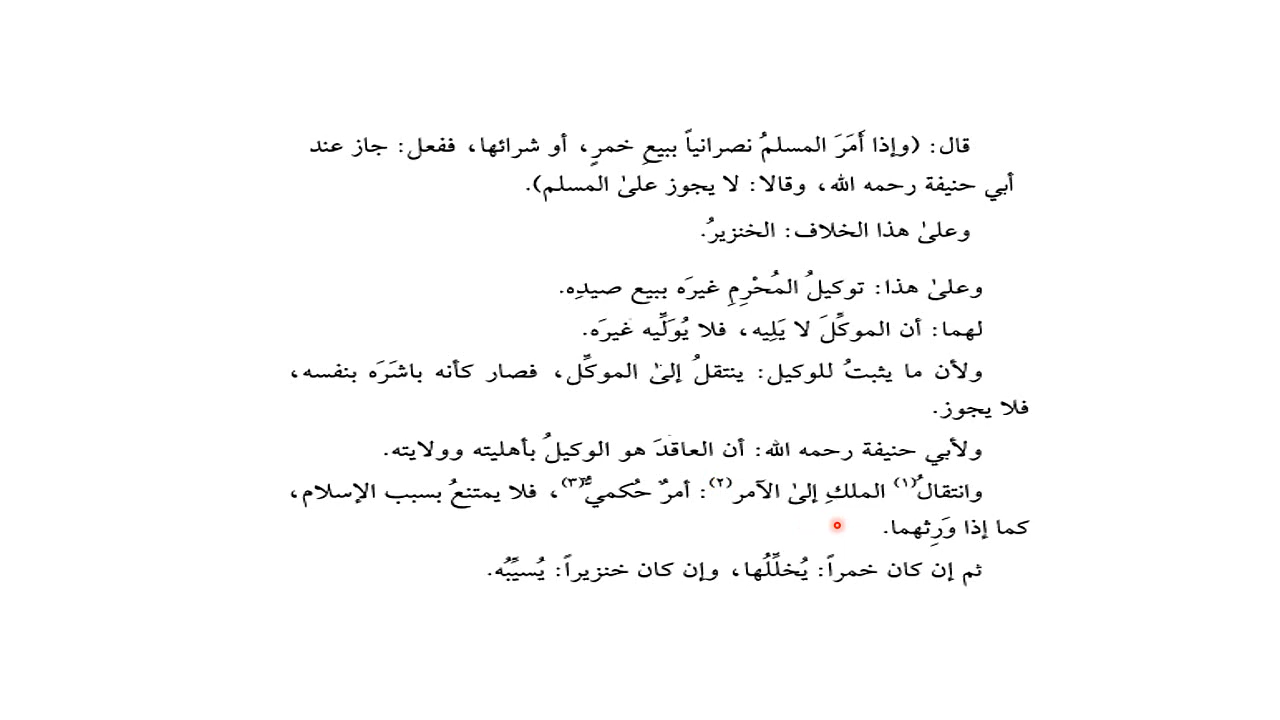 قال: (وإذا أَمَرَ المسلمُ نصرانياً ببيعِ خمرٍ، أو شرائها، ففعل: جاز عند
أبي حنيفة رحمه الله، وقالا: لا يجوز علىٰ المسلم).
وعلىٰ هذا الخلاف: الخنزيرُ.
وعلىٰ هذا: توكيلُ المُحْرِمِ غيرَه ببيع صيدِه.
لهما: أن الموكِّلَ لا يَلِيه، فلا يُوَلِّيه غيرَه.
ولأن ما يثبتُ للوكيل: ينتقلُ إلىٰ الموكِّل، فصار كأنه باشَرَه بنفسه،
فلا يجوز.
ولأبي حنيفة رحمه الله: أن العاقدَ هو الوكيلُ بأهليته وولايته.
وانتقالُ(١) الملكِ إلىٰ الآمر(٢): أمرٌ حُكميٌّ(٣)، فلا يمتنعُ بسبب الإسلام،
كما إذا وَرِثهما.
ثم إن كان خمراً: يُخلِّلُها، وإن كان خنزيراً: يُسيِّبُه.